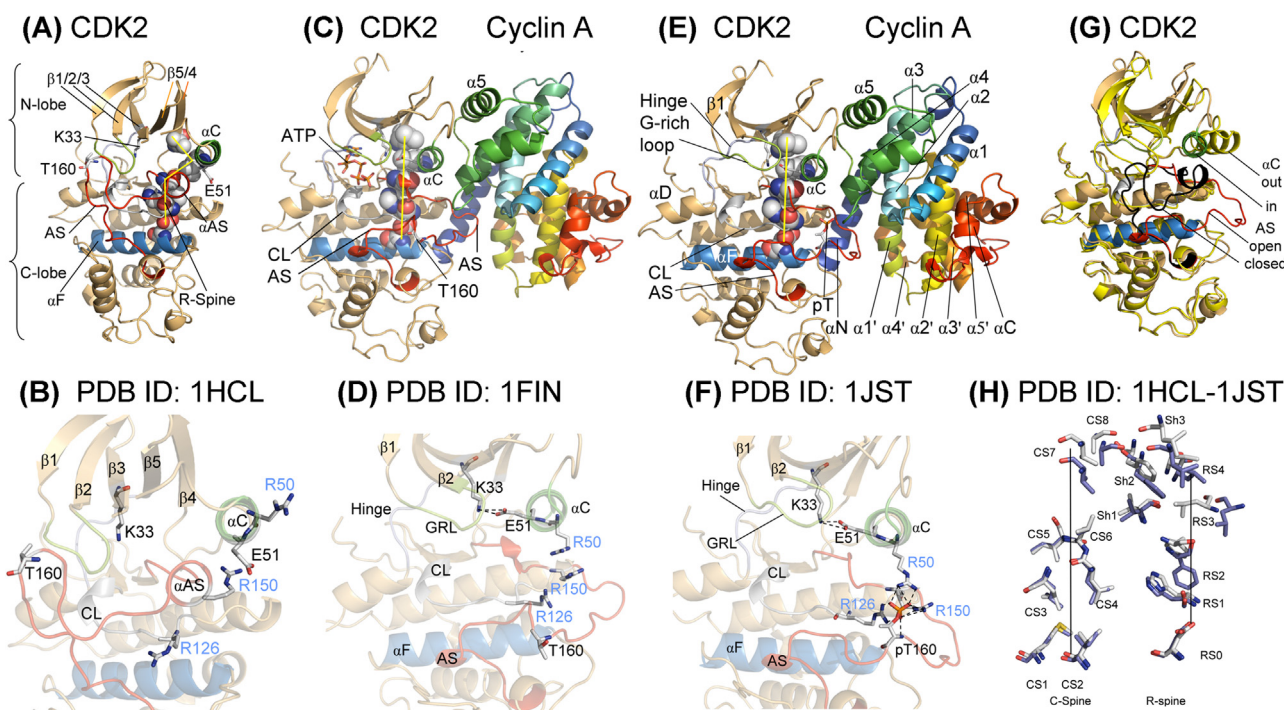 (A) CDK2
β1/2/3
β5/4
N-lobe
K33
αC
T160
E51
AS
αAS
C-lobe
αF
R-Spine
(C) CDK2 Cyclin A
α5
ATP
αC
CL
AS
AS
T160
(E) CDK2 Cyclin A
α3
α5
α4
α2
Hinge
β1
G-rich
loop
α1
αC
αD
CL
αF
AS
pT
αN α1' α4' α2' α3' α5' αC
(G) CDK2
αC
out
in
AS
open
closed
(B) PDB ID: 1HCL
β1
β3
β5
β2
β4
R50
K33
αC
E51
T160
αAS
R150
CL
R126
(D) PDB ID: 1FIN
β1
β2
K33
Hinge
αC
GRL
E51
R50
CL
R150
R126
αF
T160
AS
(F) PDB ID: 1JST
β1
β2
Hinge
K33
αC
GRL
E51
R50
CL
R126
R150
αF
pT160
AS
(H) PDB ID: 1HCL-1JST
CS8
Sh3
CS7
RS4
Sh2
Sh1
RS3
CS5
CS6
RS2
CS3
CS4
RS1
RS0
CS1
CS2
C-Spine
R-spine